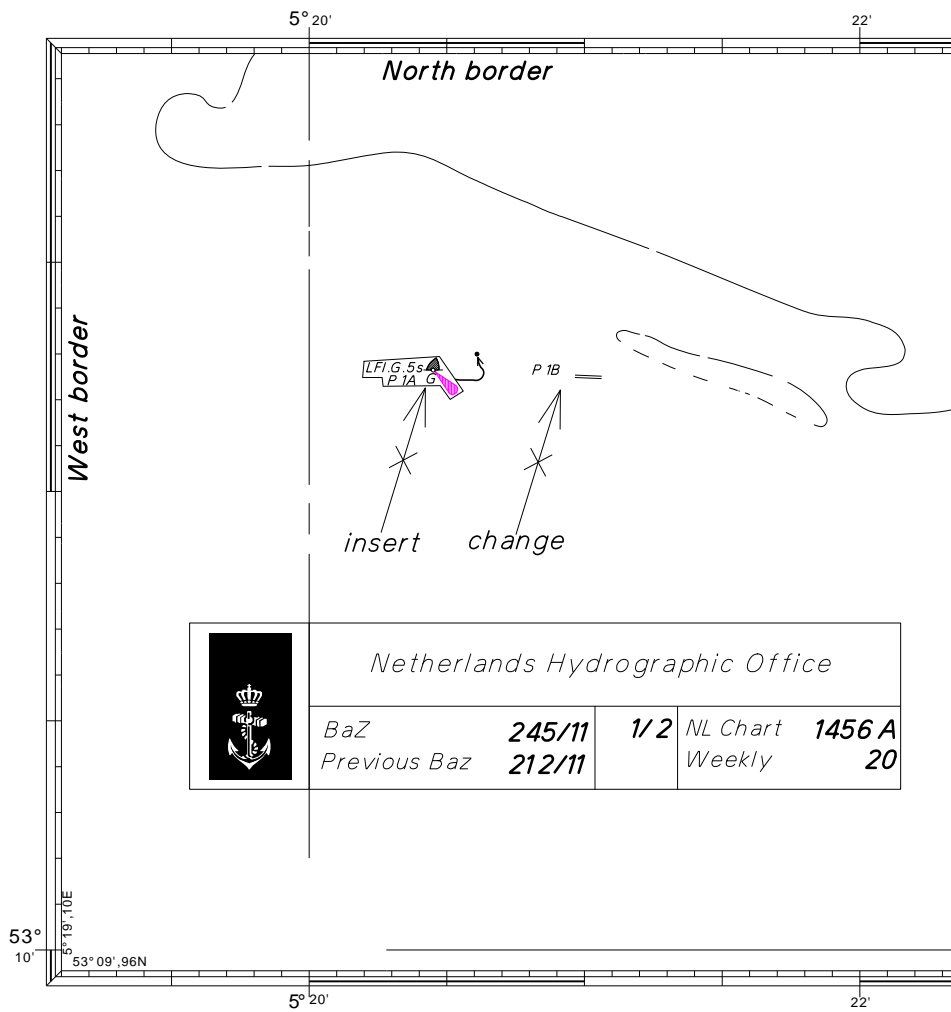 5° 20' 22'
North border
West border
LFl.G.5s
P 1A G
P 1B
insert change
Netherlands Hydrographic Office
BaZ 245/11 1/2 NL Chart 1456 A
Previous Baz 212/11 Weekly 20
5°19',10E
53°
10'
53°09',96N
5° 20' 22'